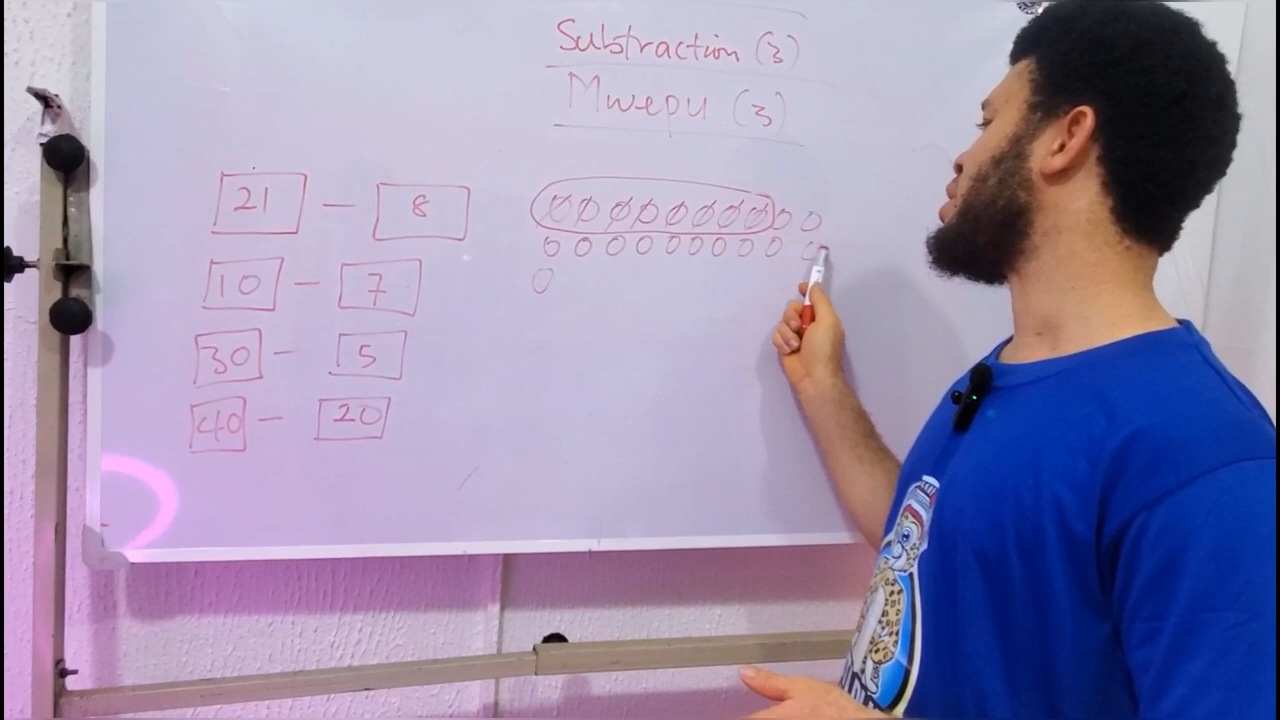 Subtraction (3)
Mwepu (3)
21 – 8
10 – 7
30 – 5
40 – 20